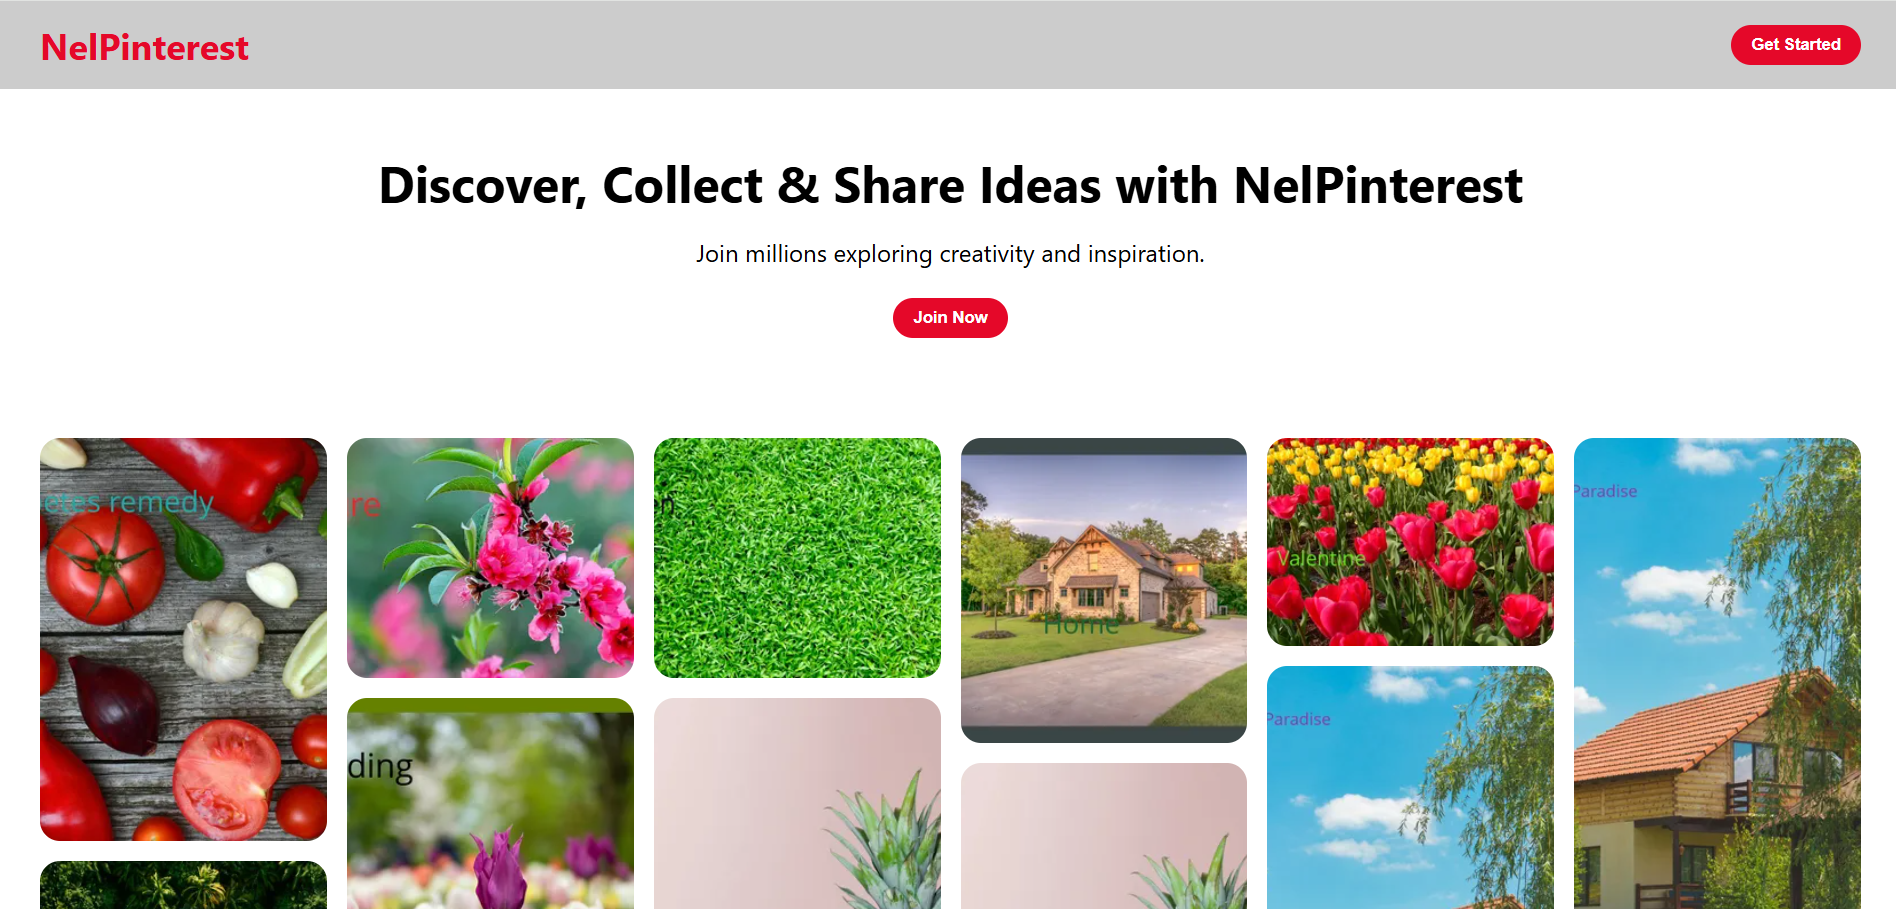 NelPinterest
Get Started
Discover, Collect & Share Ideas with NelPinterest
Join millions exploring creativity and inspiration.
Join Now
etes remedy
re
n
Home
Valentine
Paradise
ding
Paradise